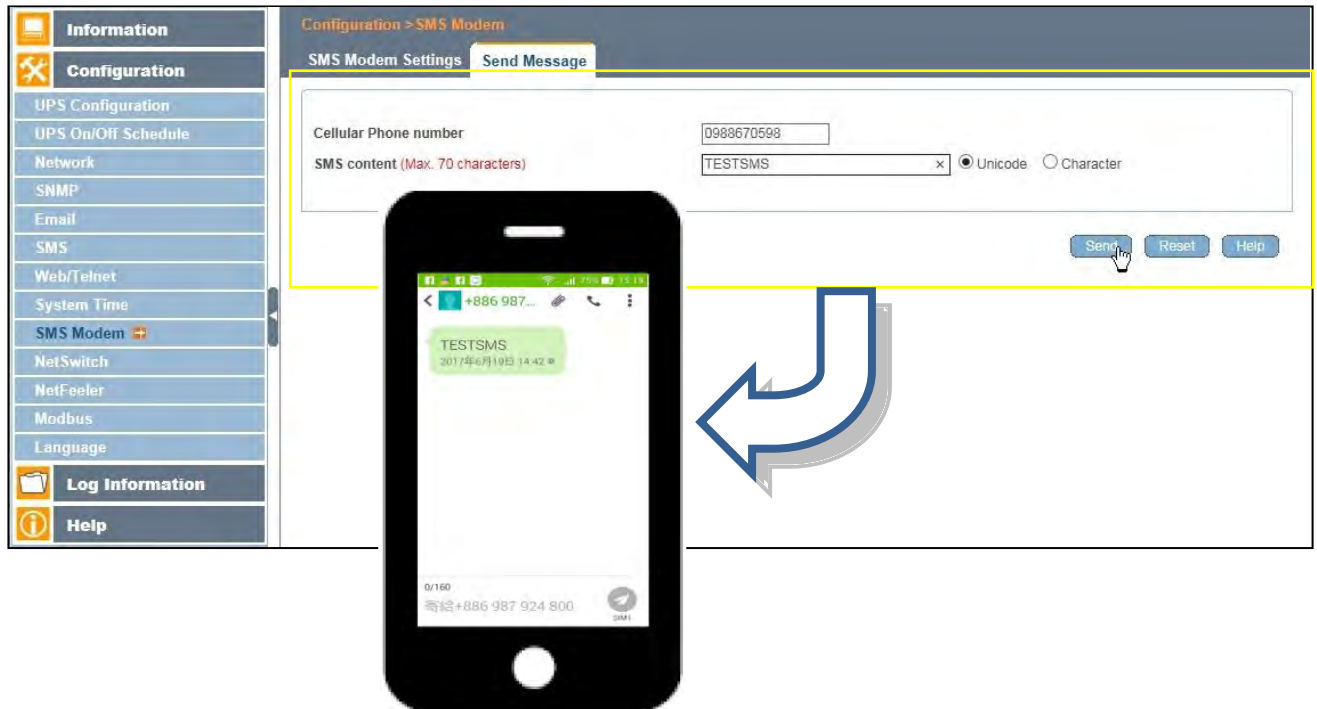 Information
Configuration
UPS Configuration
UPS On/Off Schedule
Network
SNMP
Email
SMS
Web/Telnet
System Time
SMS Modem
NetSwitch
NetFeeler
Modbus
Language
Log Information
Help
Configuration > SMS Modem
SMS Modem Settings Send Message
Cellular Phone number 0988670598
SMS content (Max. 70 characters) TESTSMS × Unicode Character
Send Reset Help
75% 15:19
+886 987...
TESTSMS
2017年6月19日 14:42
0/160
寄給+886 987 924 800
SIM1